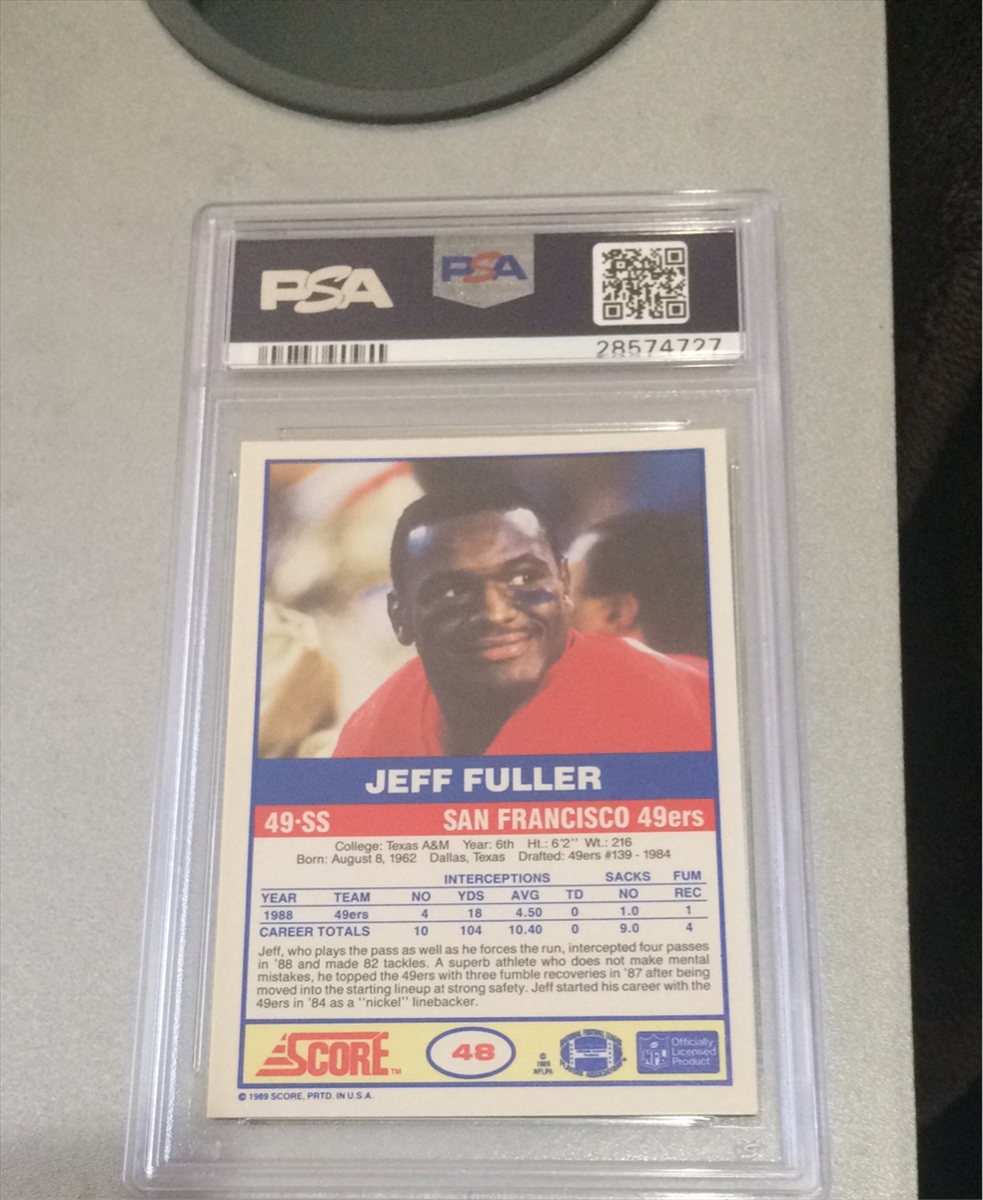 PSA
PSA
28574727
JEFF FULLER
49-SS SAN FRANCISCO 49ers
College: Texas A&M Year: 6th Ht.: 6'2" Wt.: 216
Born: August 8, 1962 Dallas, Texas Drafted: 49ers #139 - 1984
INTERCEPTIONS SACKS FUM
YEAR TEAM NO YDS AVG TD NO REC
1988 49ers 4 18 4.50 0 1.0 1
CAREER TOTALS 10 104 10.40 0 9.0 4
Jeff, who plays the pass as well as he forces the run, intercepted four passes
in '88 and made 82 tackles. A superb athlete who does not make mental
mistakes, he topped the 49ers with three fumble recoveries in '87 after being
moved into the starting lineup at strong safety. Jeff started his career with the
49ers in '84 as a "nickel" linebacker.
SCORE™
48
©
1989
NFLPA
NFL
Officially
Licensed
Product
© 1989 SCORE, PRTD. IN U.S.A.